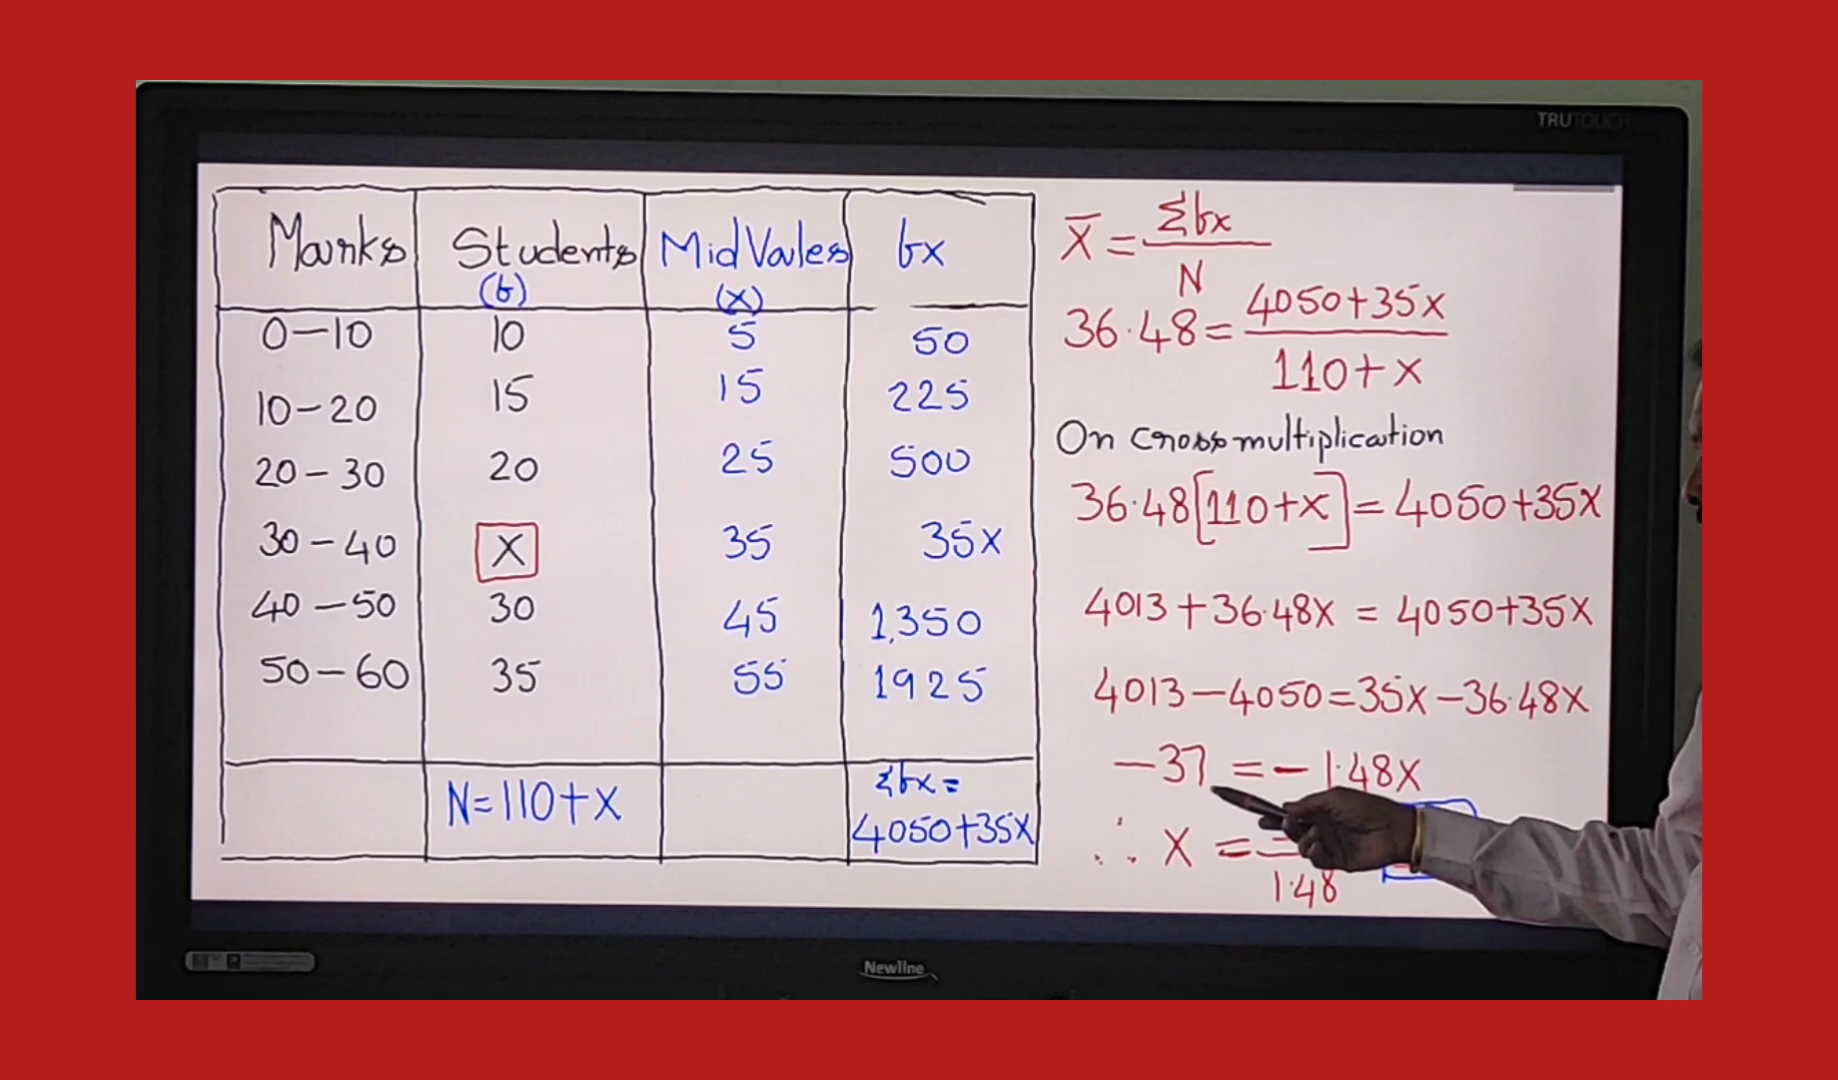 TRUTOUCH
Marks Students Mid Vales fx
(f) (x)
0-10 10 5 50
10-20 15 15 225
20-30 20 25 500
30-40 X 35 35x
40-50 30 45 1,350
50-60 35 55 1925
N=110+x Σfx=
4050+35x
X̄ = Σfx
N
36.48 = 4050+35x
110+x
On cross multiplication
36.48[110+x] = 4050+35x
4013+36.48x = 4050+35x
4013-4050=35x-36.48x
-37 = -1.48x
∴ x =
1.48
Newline